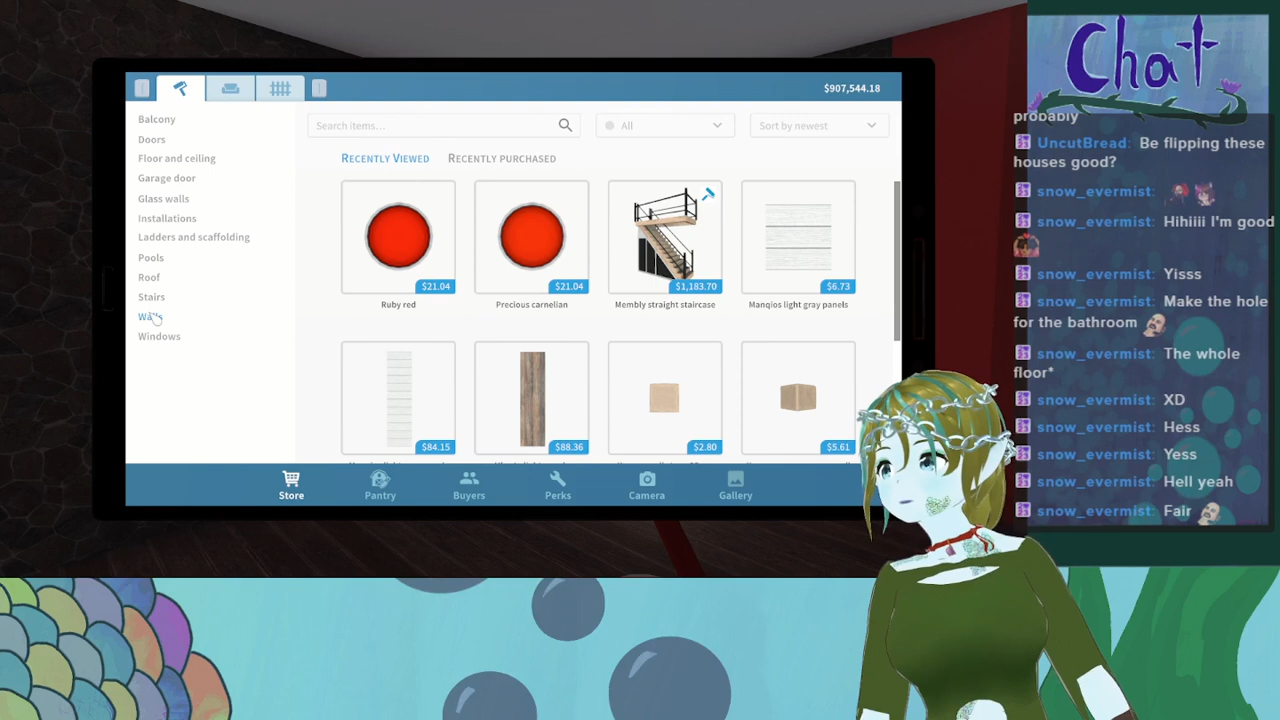 $907,544.18
Balcony
Doors
Floor and ceiling
Garage door
Glass walls
Installations
Ladders and scaffolding
Pools
Roof
Stairs
Walls
Windows
Search items...
All
Sort by newest
RECENTLY VIEWED
RECENTLY PURCHASED
$21.04
$21.04
$1,183.70
$6.73
Ruby red
Precious carnelian
Membly straight staircase
Manqios light gray panels
$84.15
$88.36
$2.80
$5.61
Store
Pantry
Buyers
Perks
Camera
Gallery
Chat
probably
UncutBread: Be flipping these
houses good?
snow_evermist:
snow_evermist: Hihiiii I'm good
snow_evermist: Yisss
snow_evermist: Make the hole
for the bathroom
snow_evermist: The whole
floor*
snow_evermist: XD
snow_evermist: Hess
snow_evermist: Yess
snow_evermist: Hell yeah
snow_evermist: Fair